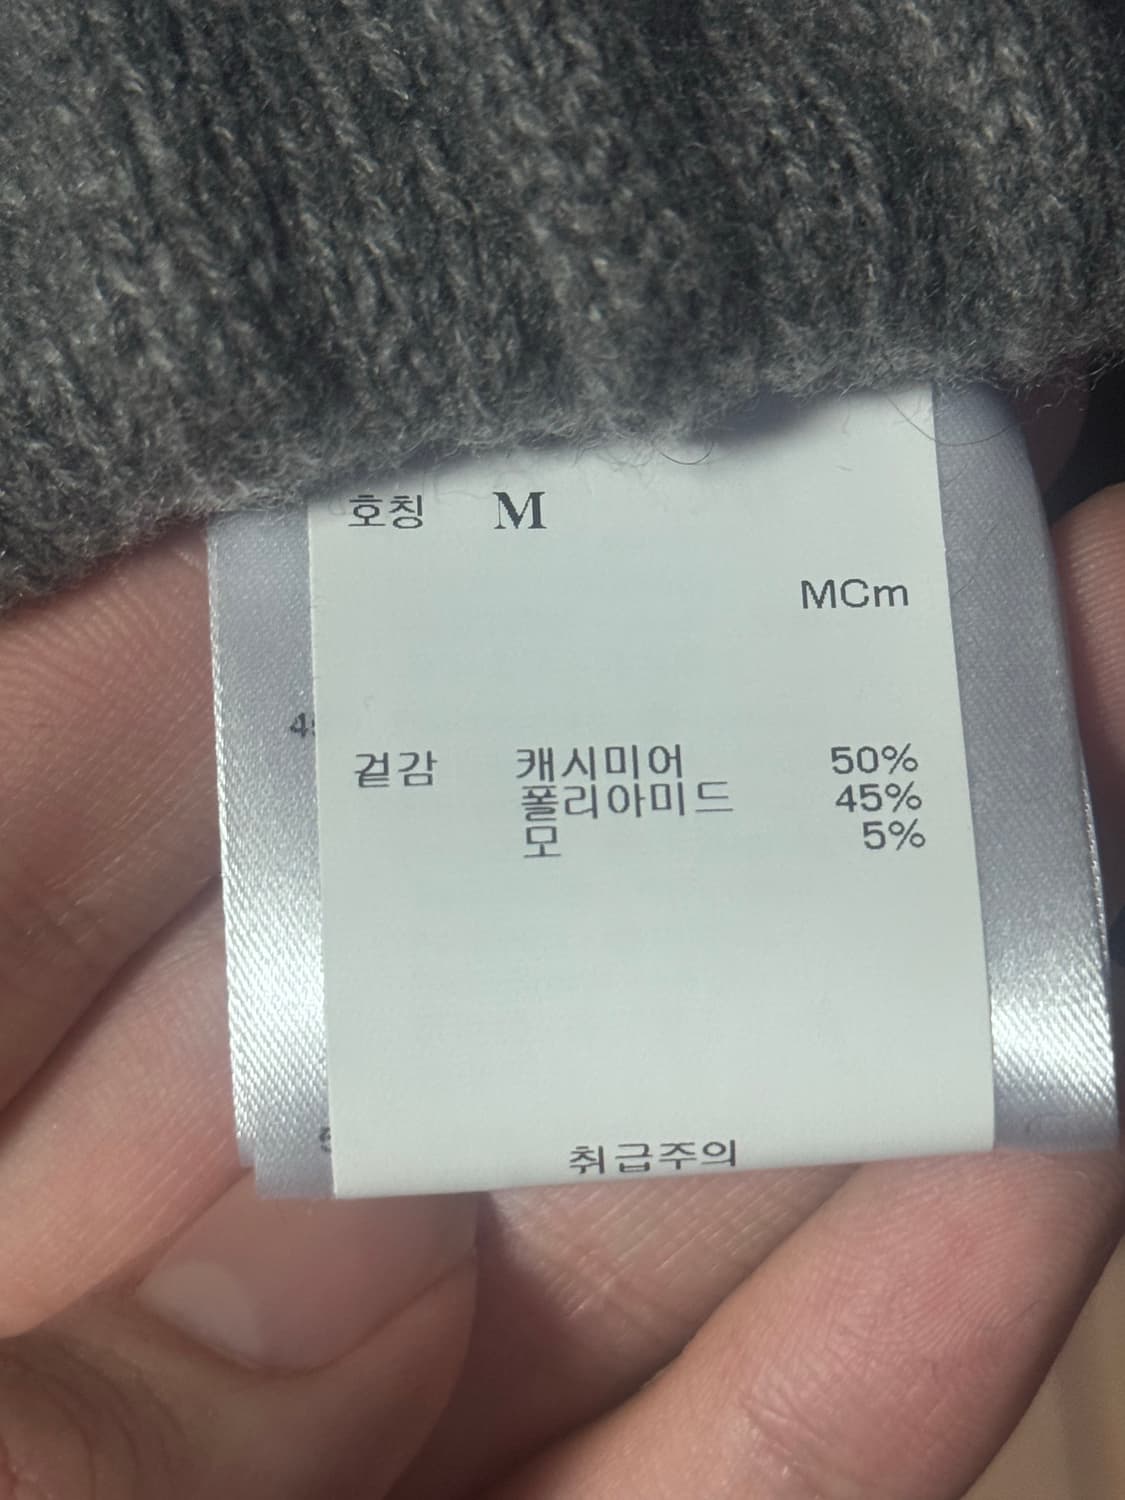 호칭 M
MCm
겉감 캐시미어 50%
폴리아미드 45%
모 5%
취급주의